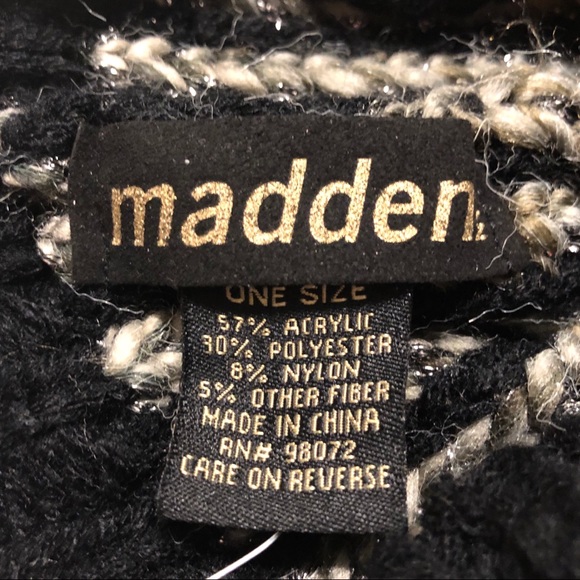 madden
ONE SIZE
57% ACRYLIC
30% POLYESTER
8% NYLON
5% OTHER FIBER
MADE IN CHINA
RN# 98072
CARE ON REVERSE